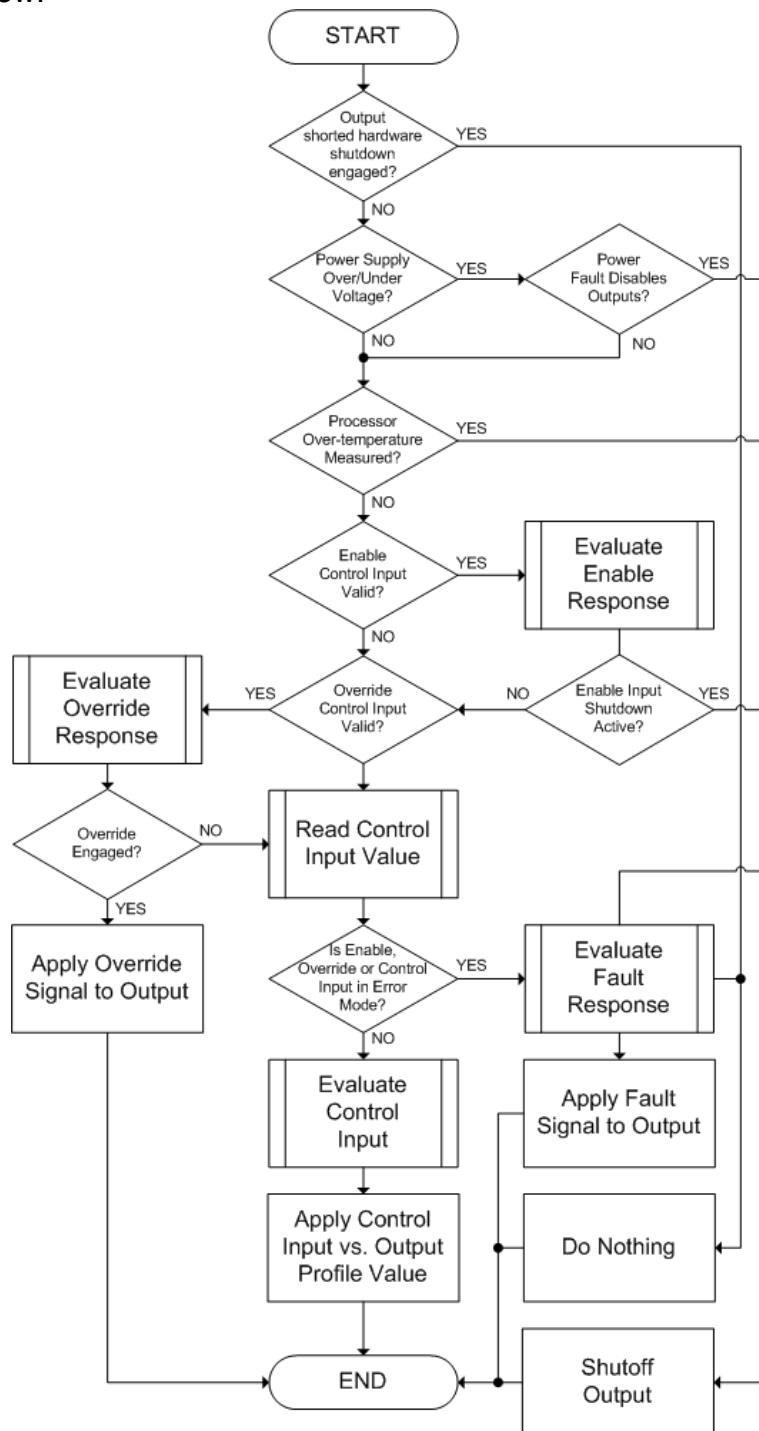 START
Output
shorted hardware
shutdown
engaged?
YES
NO
Power Supply
Over/Under
Voltage?
YES
Power
Fault Disables
Outputs?
YES
NO
NO
Processor
Over-temperature
Measured?
YES
NO
Enable
Control Input
Valid?
YES
Evaluate
Enable
Response
NO
Evaluate
Override
Response
YES
Override
Control Input
Valid?
NO
Enable Input
Shutdown
Active?
YES
Override
Engaged?
NO
Read Control
Input Value
YES
Apply Override
Signal to Output
Is Enable,
Override or Control
Input in Error
Mode?
YES
Evaluate
Fault
Response
NO
Evaluate
Control
Input
Apply Fault
Signal to Output
Apply Control
Input vs. Output
Profile Value
Do Nothing
END
Shutoff
Output